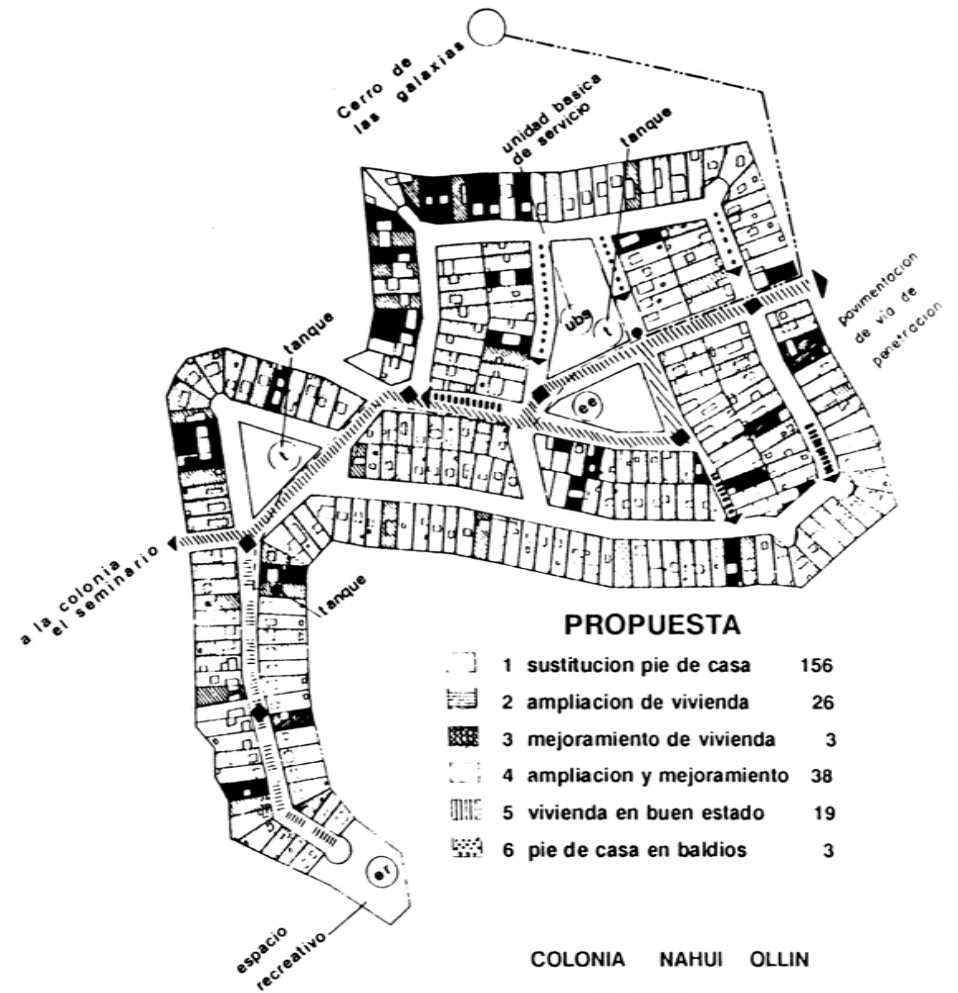 Cerro de
las galaxias
unidad basica
de servicio
tanque
pavimentacion
de via de
penetracion
tanque
uba
t
ee
t
a la colonia
el seminario
tanque
er
espacio
recreativo
PROPUESTA
1 sustitucion pie de casa 156
2 ampliacion de vivienda 26
3 mejoramiento de vivienda 3
4 ampliacion y mejoramiento 38
5 vivienda en buen estado 19
6 pie de casa en baldios 3
COLONIA NAHUI OLLIN